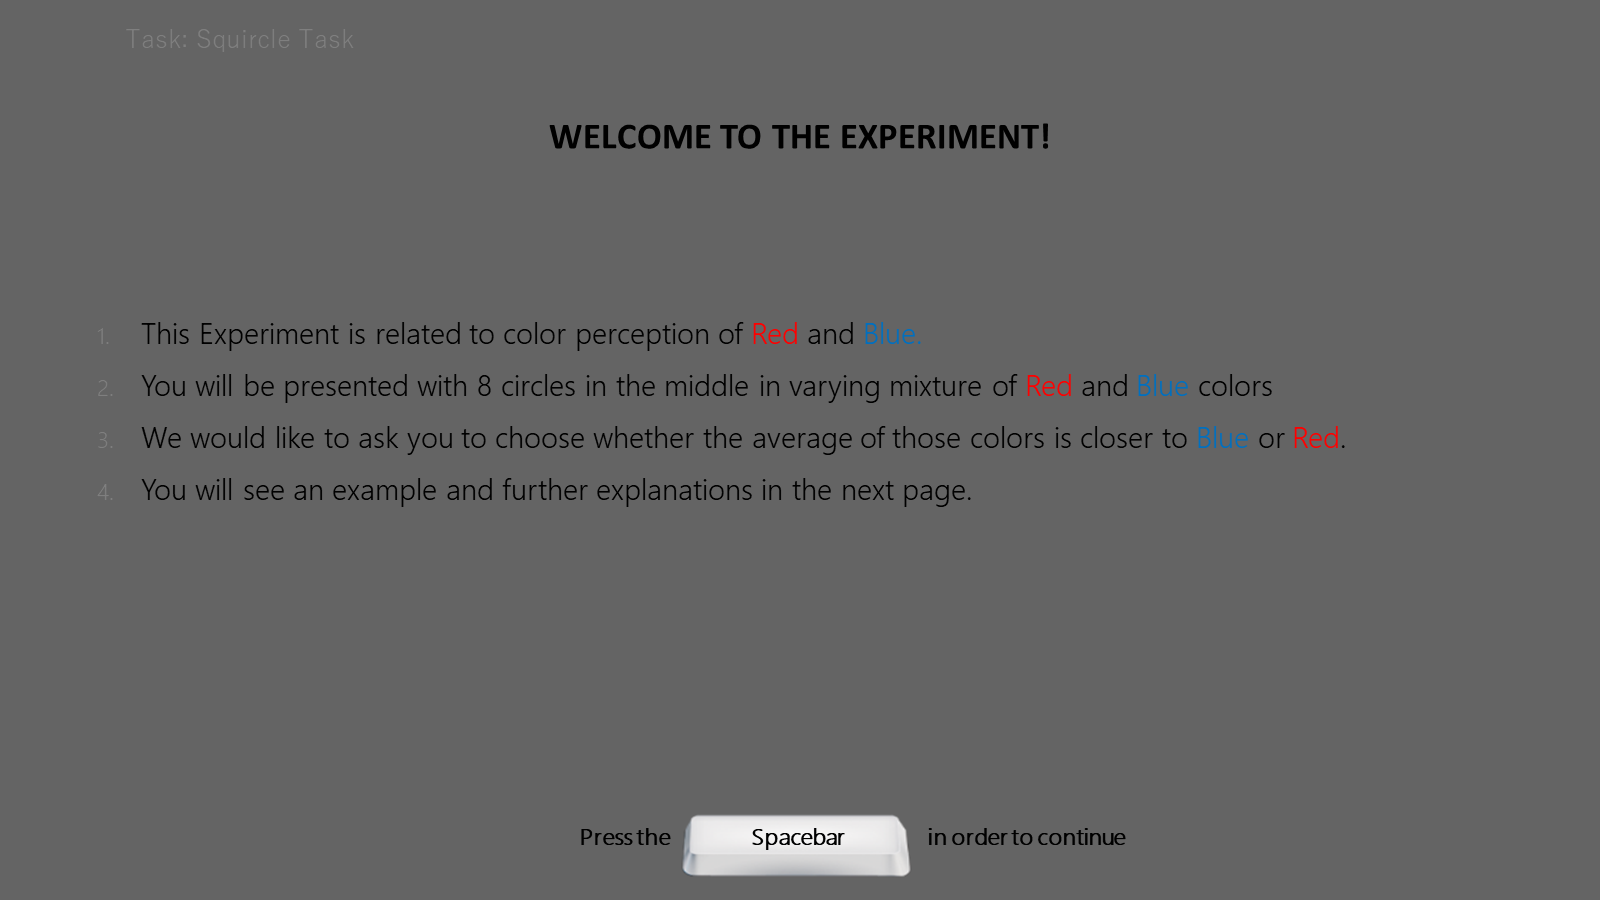 Task: Squircle Task
WELCOME TO THE EXPERIMENT!
1. This Experiment is related to color perception of Red and Blue.
2. You will be presented with 8 circles in the middle in varying mixture of Red and Blue colors
3. We would like to ask you to choose whether the average of those colors is closer to Blue or Red.
4. You will see an example and further explanations in the next page.
Press the Spacebar in order to continue